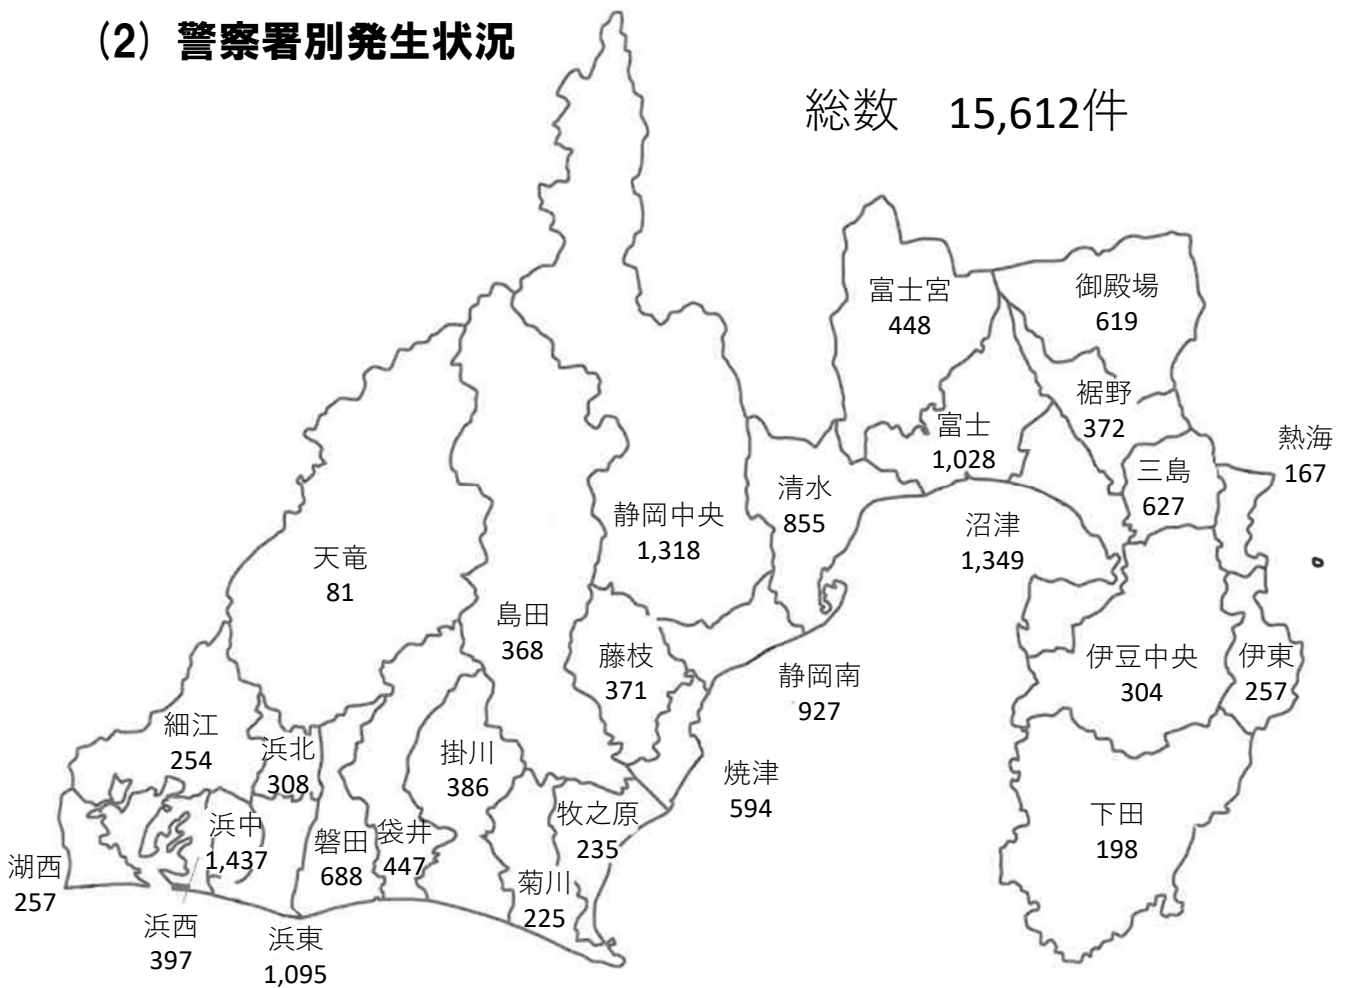 (2) 警察署別発生状況
総数 15,612件
富士宮
448
御殿場
619
裾野
372
富士
1,028
熱海
167
三島
627
清水
855
静岡中央
1,318
沼津
1,349
天竜
81
島田
368
藤枝
371
静岡南
927
伊豆中央
304
伊東
257
細江
254
浜北
308
掛川
386
焼津
594
牧之原
235
下田
198
浜中
1,437
磐田
688
袋井
447
湖西
257
菊川
225
浜西
397
浜東
1,095